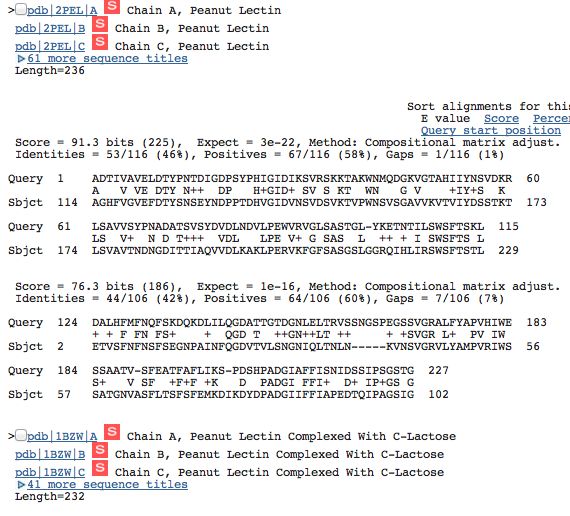 >pdb|2PEL|A S Chain A, Peanut Lectin
pdb|2PEL|B S Chain B, Peanut Lectin
pdb|2PEL|C S Chain C, Peanut Lectin
61 more sequence titles
Length=236
Sort alignments for this
E value Score Perce
Query start position
Score = 91.3 bits (225), Expect = 3e-22, Method: Compositional matrix adjust.
Identities = 53/116 (46%), Positives = 67/116 (58%), Gaps = 1/116 (1%)
Query 1 ADTIVAVELDTYPNTDIGDPSYPHIGIDIKSVRSKKTAKWNMQDGKVGTAHIIYNSVDKR 60
A V VE DTY N++ DP H+GID+ SV S KT WN G V +IY+S K
Sbjct 114 AGHFVGVEFDTYSNSEYNDPPTDHVGIDVNSVDSVKTVPWNSVSGAVVKVTVIYDSSTKT 173
Query 61 LSAVVSYPNADATSVSYDVDLNDVLPEWVRVGLSASTGL-YKETNTILSWSFTSKL 115
LS V+ N D T+++ VDL LPE V+ G SAS L ++ + I SWSFTS L
Sbjct 174 LSVAVTNDNGDITTIAQVVDLKAKLPERVKFGFSASGSLGGRQIHLIRSWSFTSTL 229
Score = 76.3 bits (186), Expect = 1e-16, Method: Compositional matrix adjust.
Identities = 44/106 (42%), Positives = 64/106 (60%), Gaps = 7/106 (7%)
Query 124 DALHFMFNQFSKDQKDLILQGDATTGTDGNLELTRVSSNGSPEGSSVGRALFYAPVHIWE 183
+ + F FN FS+ + QGD T ++GN++LT ++ + +SVGR L+ PV IW
Sbjct 2 ETVSFNFNSFSEGNPAINFQGDVTVLSNGNIQLTNLN-----KVNSVGRVLYAMPVRIWS 56
Query 184 SSAATV-SFEATFAFLIKS-PDSHPADGIAFFISNIDSSIPSGSTG 227
S+ V SF +F+F +K D PADGI FFI+ D+ IP+GS G
Sbjct 57 SATGNVASFLTSFSFEMKDIKDYDPADGIIFFIAPEDTQIPAGSIG 102
>pdb|1BZW|A S Chain A, Peanut Lectin Complexed With C-Lactose
pdb|1BZW|B S Chain B, Peanut Lectin Complexed With C-Lactose
pdb|1BZW|C S Chain C, Peanut Lectin Complexed With C-Lactose
41 more sequence titles
Length=232